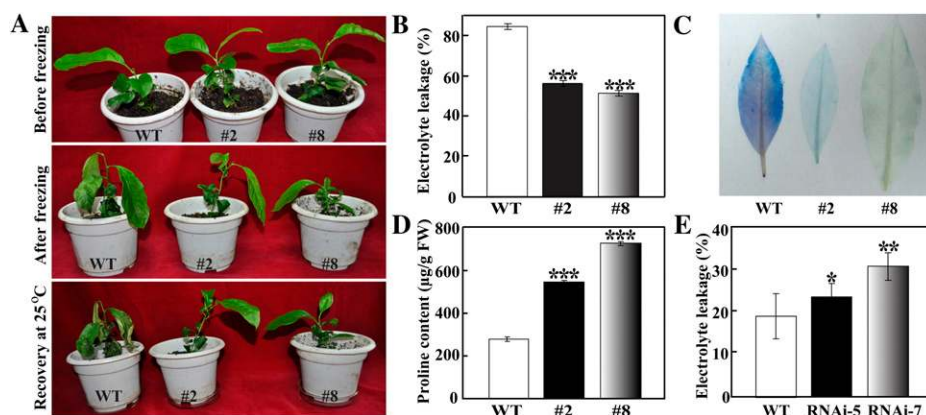 A
Before freezing
WT
#2
#8
After freezing
WT
#2
#8
Recovery at 25 °C
WT
#2
#8
B
Electrolyte leakage (%)
80
60
40
20
0
***
***
WT
#2
#8
C
WT
#2
#8
D
Proline content (µg/g FW)
800
600
400
200
0
***
***
WT
#2
#8
E
Electrolyte leakage (%)
40
30
20
10
0
*
**
WT
RNAi-5
RNAi-7